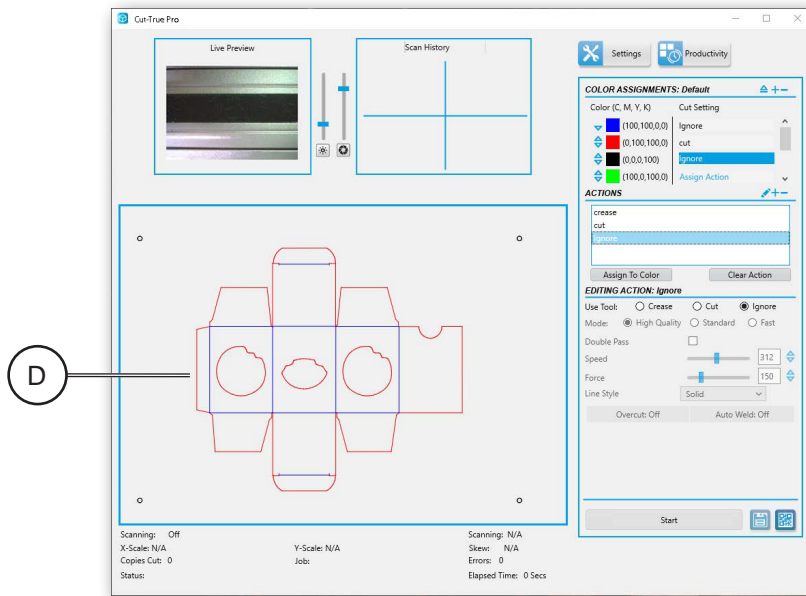 Cut-True Pro
Live Preview
Scan History
Settings
Productivity
COLOR ASSIGNMENTS: Default
Color (C, M, Y, K) Cut Setting
(100,100,0,0) Ignore
(0,100,100,0) cut
(0,0,0,100) Ignore
(100,0,100,0) Assign Action
ACTIONS
crease
cut
Ignore
Assign To Color Clear Action
EDITING ACTION: Ignore
Use Tool: Crease Cut Ignore
Mode: High Quality Standard Fast
Double Pass
Speed 312
Force 150
Line Style Solid
Overcut: Off Auto Weld: Off
Start
D
Scanning: Off Scanning: N/A
X-Scale: N/A Y-Scale: N/A Skew: N/A
Copies Cut: 0 Job: Errors: 0
Status: Elapsed Time: 0 Secs